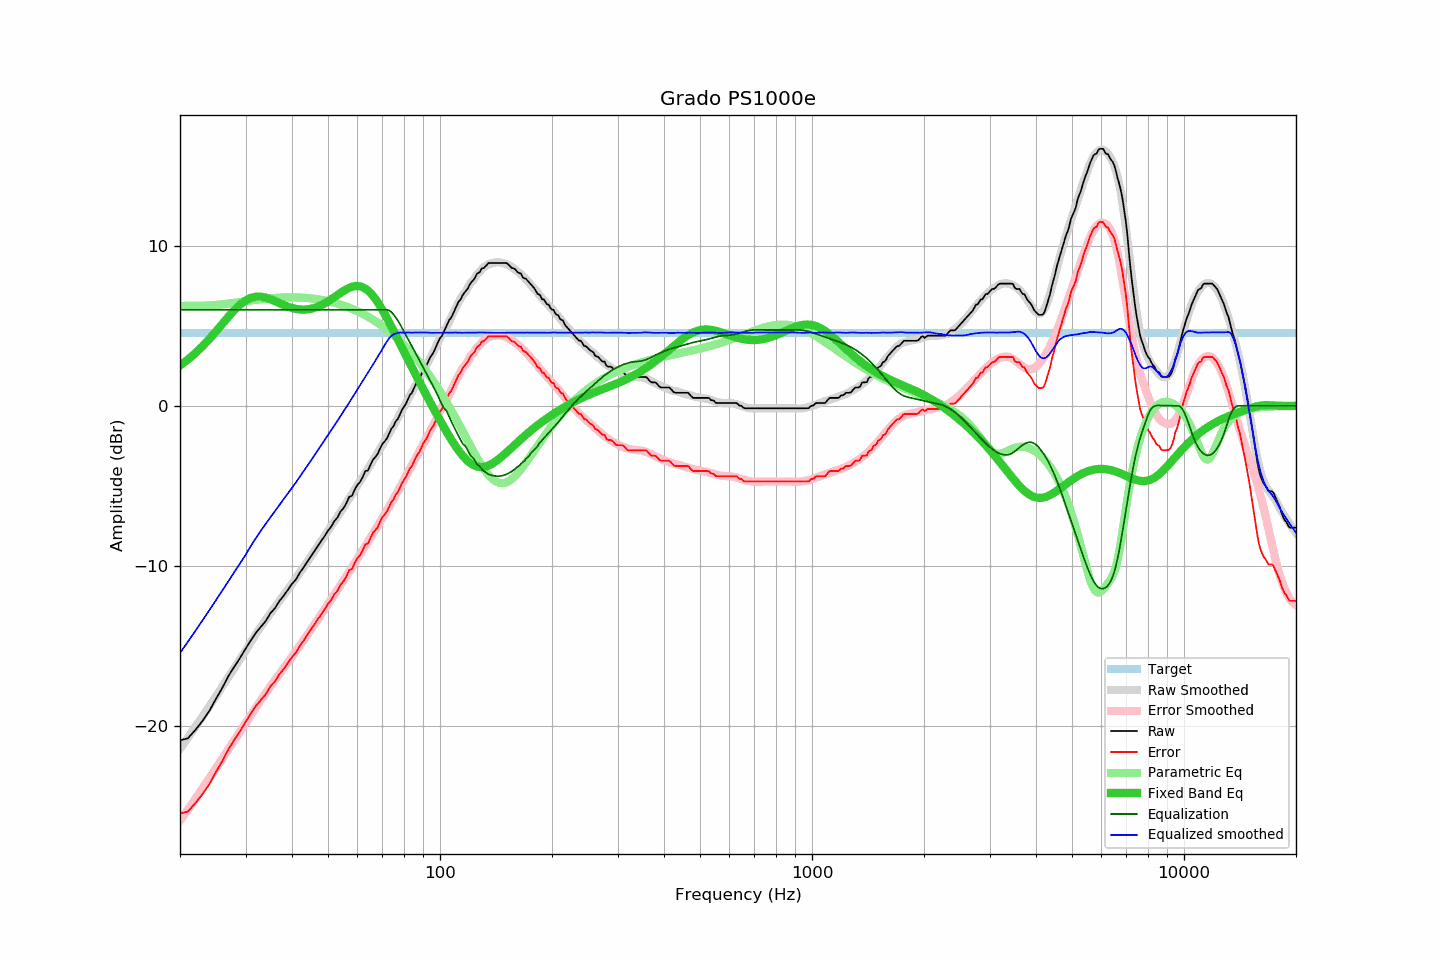 Grado PS1000e
10
0
−10
−20
Amplitude (dBr)
100
1000
10000
Frequency (Hz)
Target
Raw Smoothed
Error Smoothed
Raw
Error
Parametric Eq
Fixed Band Eq
Equalization
Equalized smoothed